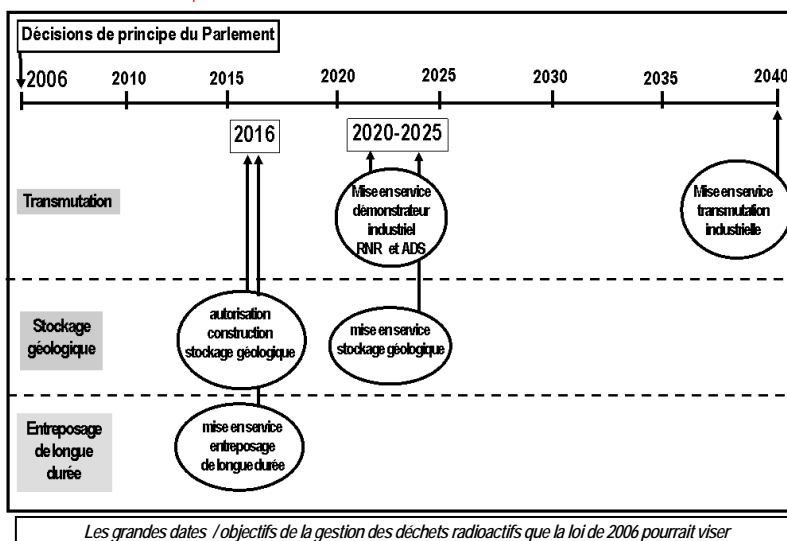 Décisions de principe du Parlement
2006 2010 2015 2020 2025 2030 2035 2040
2016 2020-2025
Transmutation
Mise en service
démonstrateur
industriel
RNR et ADS
Mise en service
transmutation
industrielle
Stockage
géologique
autorisation
construction
stockage géologique
mise en service
stockage géologique
Entreposage
de longue
durée
mise en service
entreposage
de longue durée
Les grandes dates / objectifs de la gestion des déchets radioactifs que la loi de 2006 pourrait viser